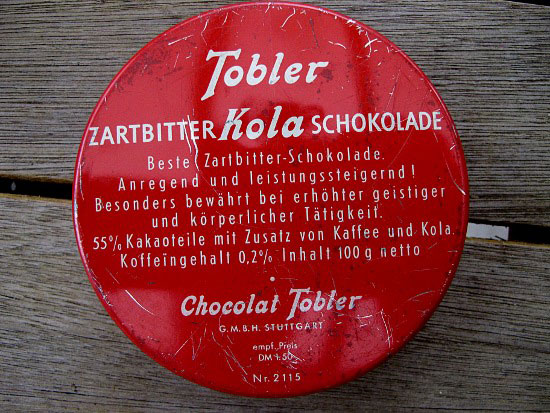 Tobler
ZARTBITTER Kola SCHOKOLADE
Beste Zartbitter-Schokolade.
Anregend und leistungssteigernd!
Besonders bewährt bei erhöhter geistiger
und körperlicher Tätigkeit.
55% Kakaoteile mit Zusatz von Kaffee und Kola.
Koffeingehalt 0,2% Inhalt 100 g netto
Chocolat Tobler
G.M.B.H. STUTTGART
empf. Preis
DM 1.50
Nr. 2115